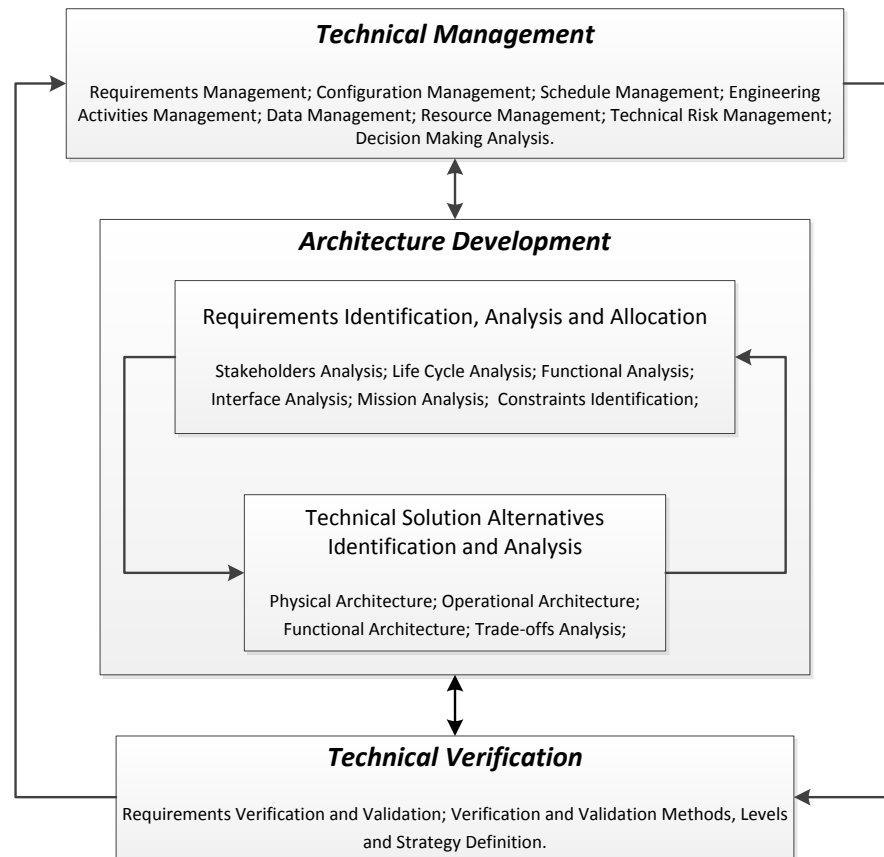 Technical Management
Requirements Management; Configuration Management; Schedule Management; Engineering
Activities Management; Data Management; Resource Management; Technical Risk Management;
Decision Making Analysis.
Architecture Development
Requirements Identification, Analysis and Allocation
Stakeholders Analysis; Life Cycle Analysis; Functional Analysis;
Interface Analysis; Mission Analysis; Constraints Identification;
Technical Solution Alternatives
Identification and Analysis
Physical Architecture; Operational Architecture;
Functional Architecture; Trade-offs Analysis;
Technical Verification
Requirements Verification and Validation; Verification and Validation Methods, Levels
and Strategy Definition.